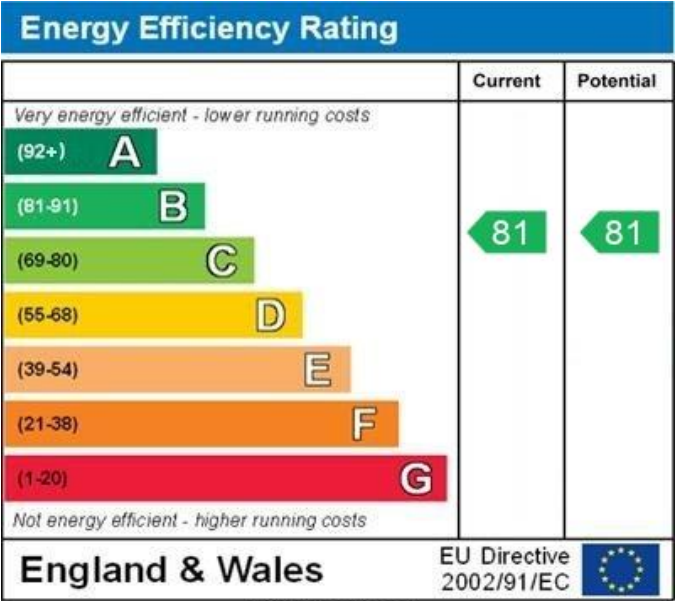 Energy Efficiency Rating
Current Potential
Very energy efficient - lower running costs
(92+) A
(81-91) B
81 81
(69-80) C
(55-68) D
(39-54) E
(21-38) F
(1-20) G
Not energy efficient - higher running costs
England & Wales
EU Directive
2002/91/EC